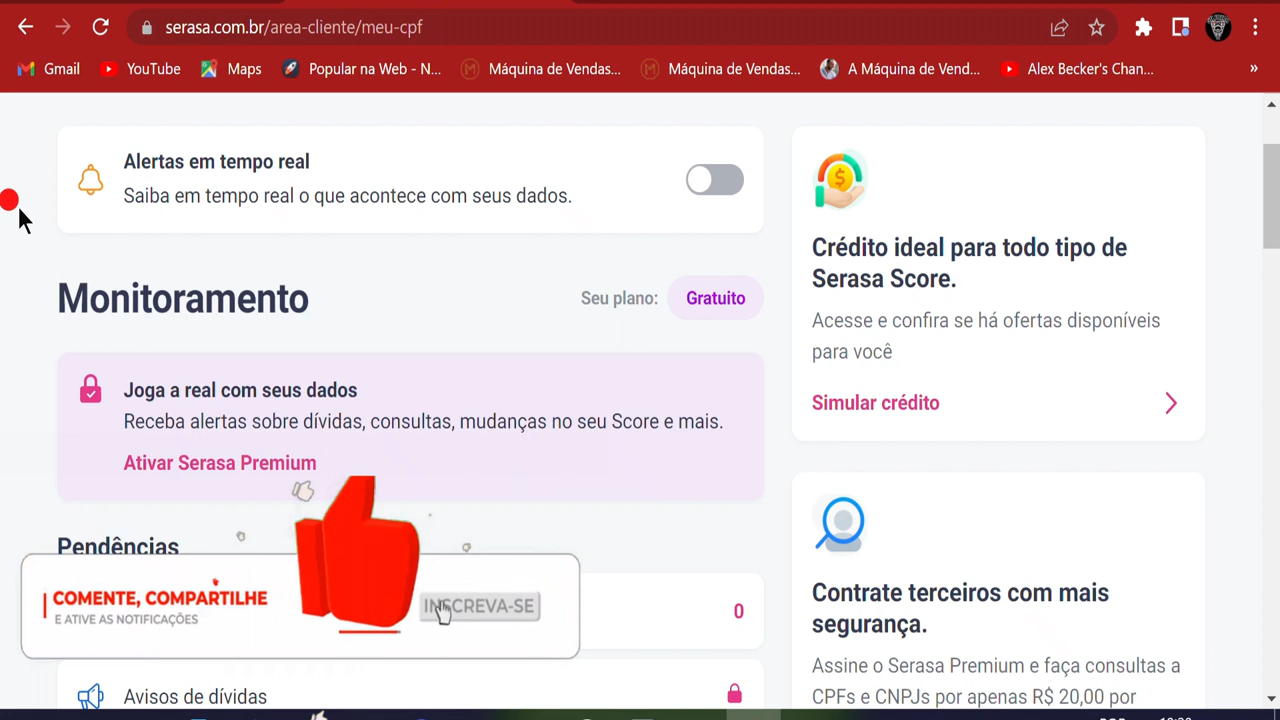 serasa.com.br/area-cliente/meu-cpf
Gmail
YouTube
Maps
Popular na Web - N...
Máquina de Vendas...
Máquina de Vendas...
A Máquina de Vend...
Alex Becker's Chan...
»
Alertas em tempo real
Saiba em tempo real o que acontece com seus dados.
Monitoramento
Seu plano: Gratuito
Joga a real com seus dados
Receba alertas sobre dívidas, consultas, mudanças no seu Score e mais.
Ativar Serasa Premium
Pendências
COMENTE, COMPARTILHE
E ATIVE AS NOTIFICAÇÕES
INSCREVA-SE
0
Avisos de dívidas
Crédito ideal para todo tipo de
Serasa Score.
Acesse e confira se há ofertas disponíveis
para você
Simular crédito
Contrate terceiros com mais
segurança.
Assine o Serasa Premium e faça consultas a
CPFs e CNPJs por apenas R$ 20,00 por